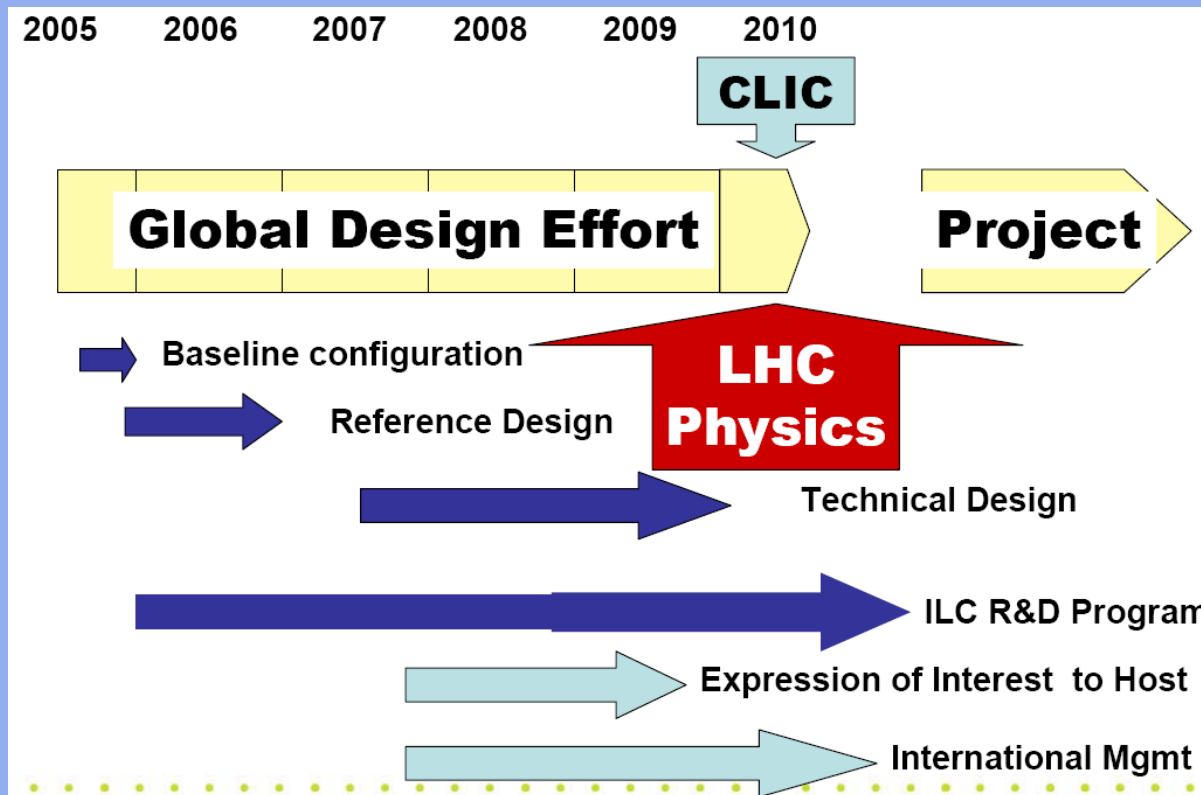 2005 2006 2007 2008 2009 2010
CLIC
Global Design Effort
Project
Baseline configuration
LHC
Physics
Reference Design
Technical Design
ILC R&D Program
Expression of Interest to Host
International Mgmt